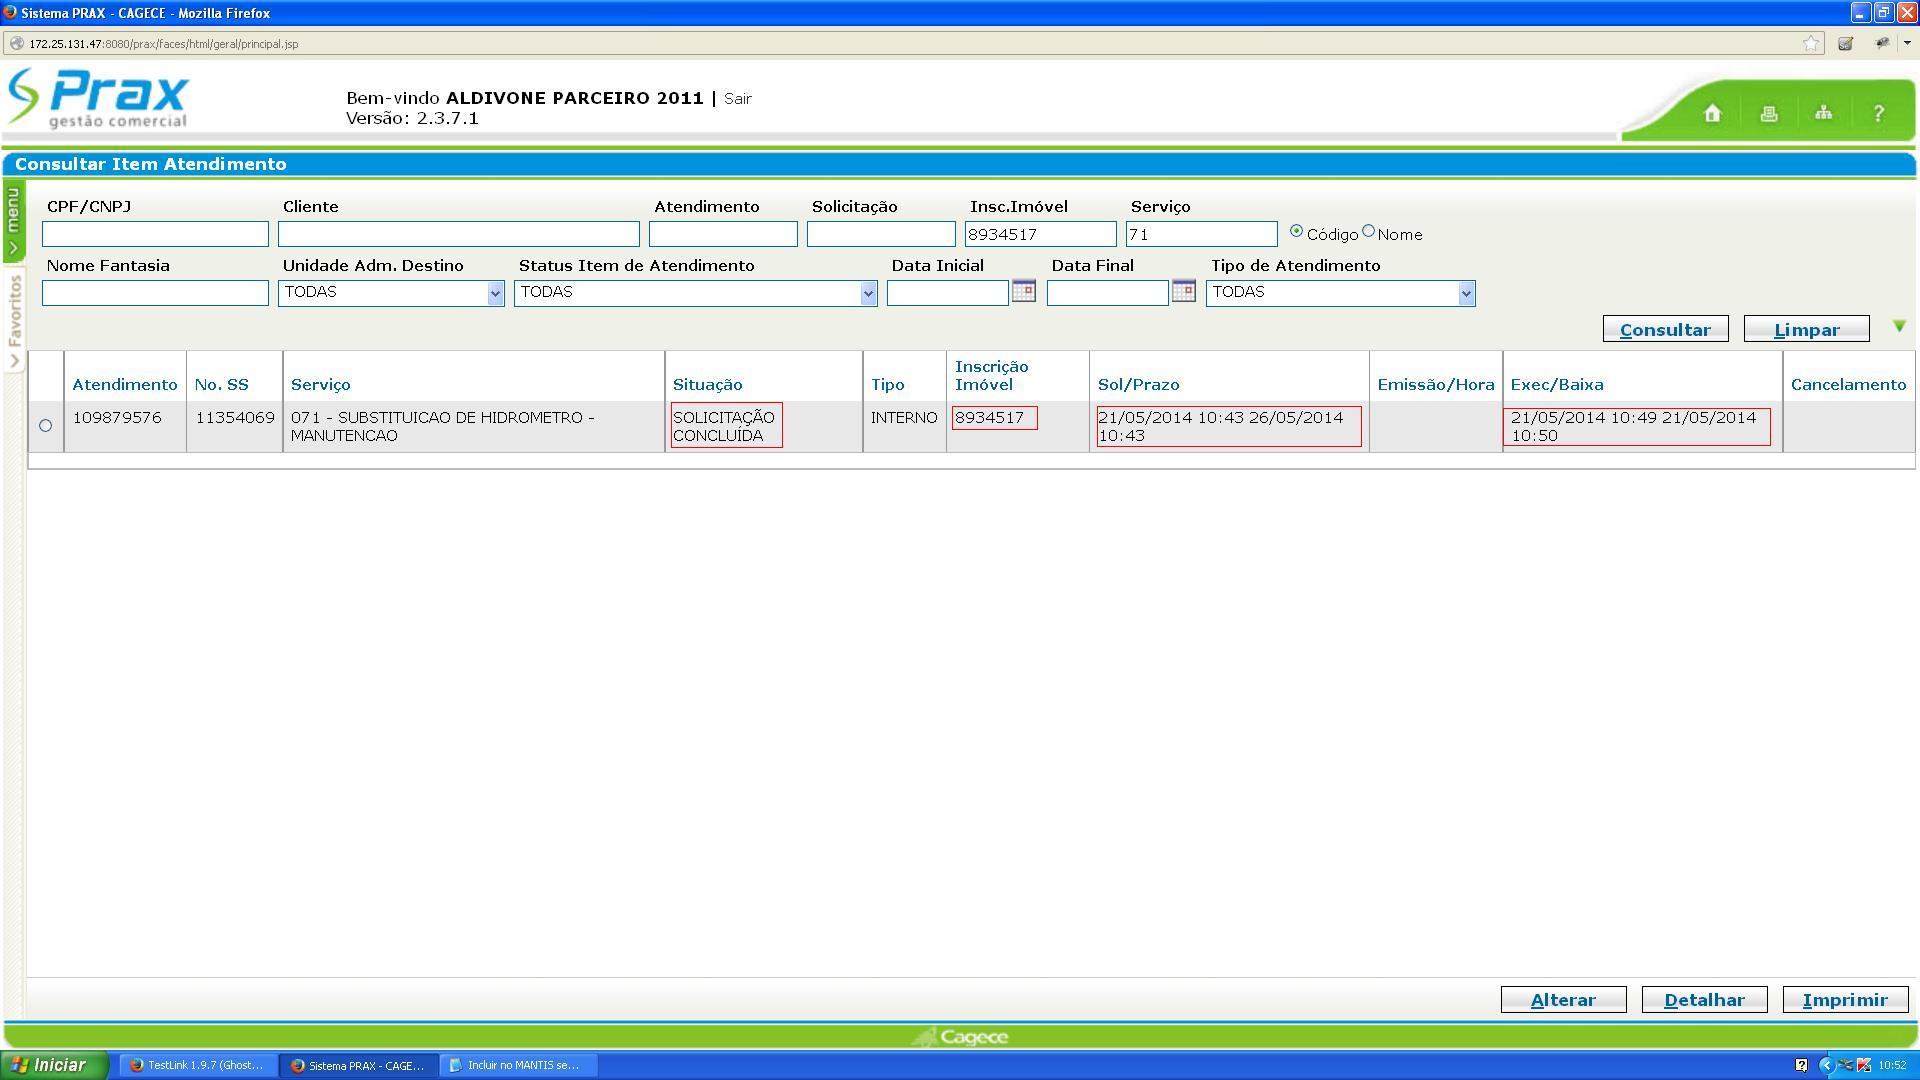 Sistema PRAX - CAGECE - Mozilla Firefox
172.25.131.47:8080/prax/faces/html/geral/principal.jsp
Prax
gestão comercial
Bem-vindo ALDIVONE PARCEIRO 2011 | Sair
Versão: 2.3.7.1
?
Consultar Item Atendimento
menu
Favoritos
CPF/CNPJ Cliente Atendimento Solicitação Insc.Imóvel Serviço
8934517 71 Código Nome
Nome Fantasia Unidade Adm. Destino Status Item de Atendimento Data Inicial Data Final Tipo de Atendimento
TODAS TODAS TODAS
Consultar Limpar
Atendimento No. SS Serviço Situação Tipo Inscrição Imóvel Sol/Prazo Emissão/Hora Exec/Baixa Cancelamento
109879576 11354069 071 - SUBSTITUICAO DE HIDROMETRO - SOLICITAÇÃO INTERNO 8934517 21/05/2014 10:43 26/05/2014 21/05/2014 10:49 21/05/2014
MANUTENCAO CONCLUÍDA 10:43 10:50
Alterar Detalhar Imprimir
Cagece
Iniciar TestLink 1.9.7 (Ghost... Sistema PRAX - CAGE... Incluir no MANTIS se... 10:52